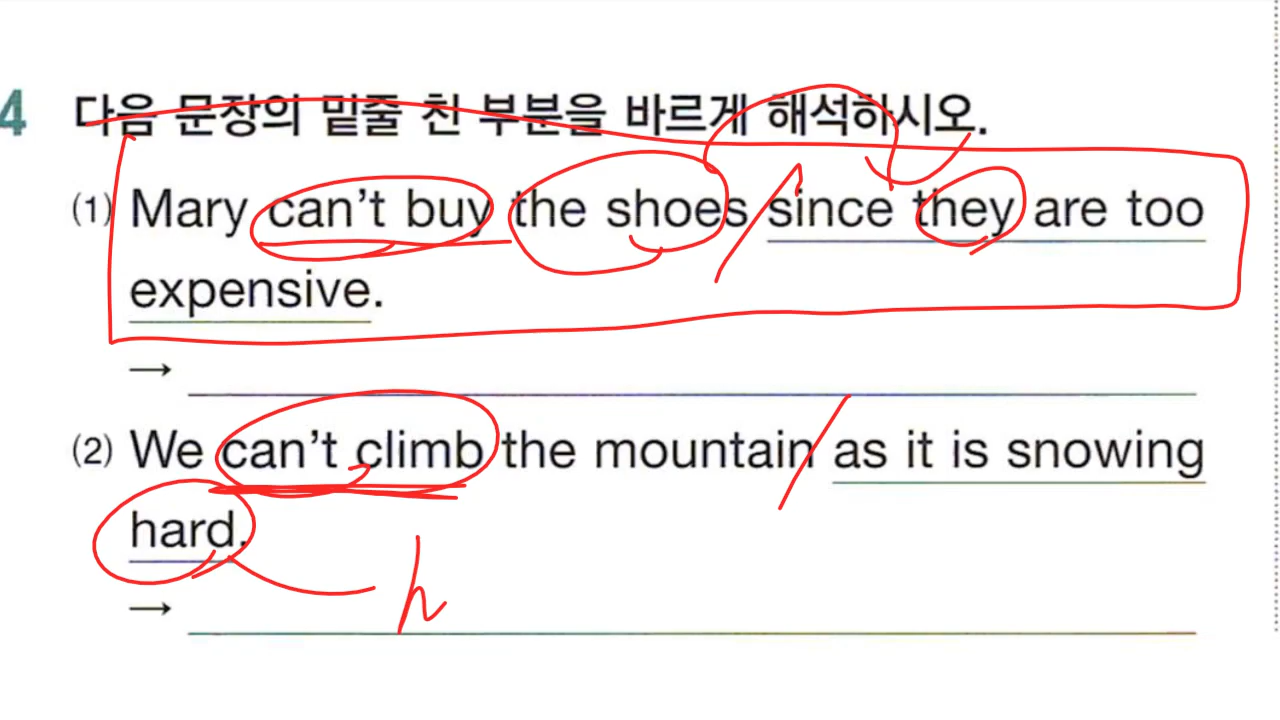 4 다음 문장의 밑줄 친 부분을 바르게 해석하시오.
(1) Mary can't buy the shoes since they are too
expensive.
→
(2) We can't climb the mountain as it is snowing
hard.
→ h